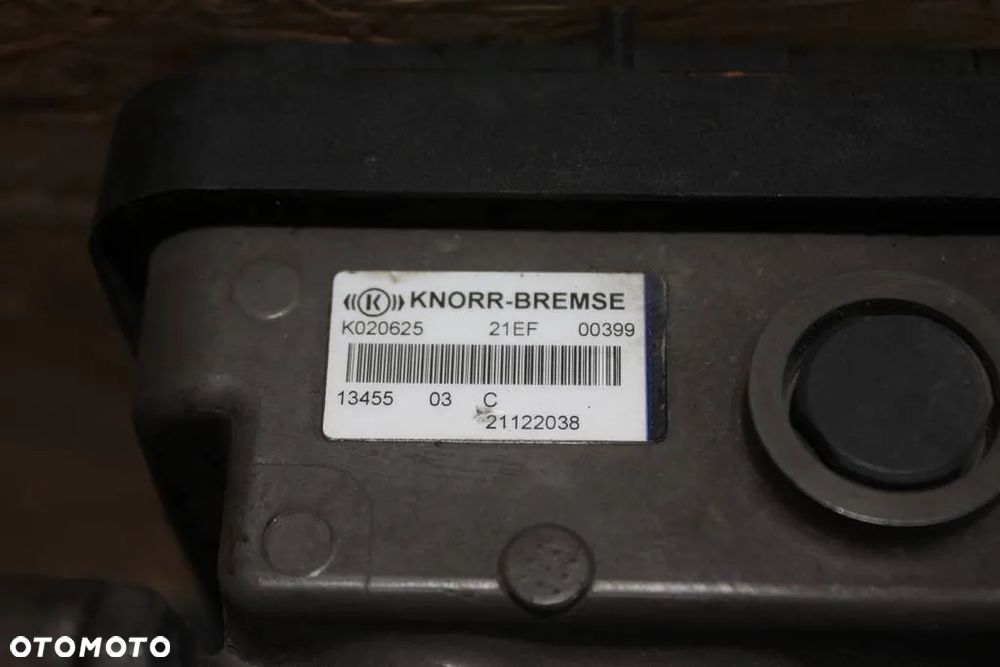 K KNORR-BREMSE
K020625 21EF 00399
13455 03 C
21122038
OTOMOTO